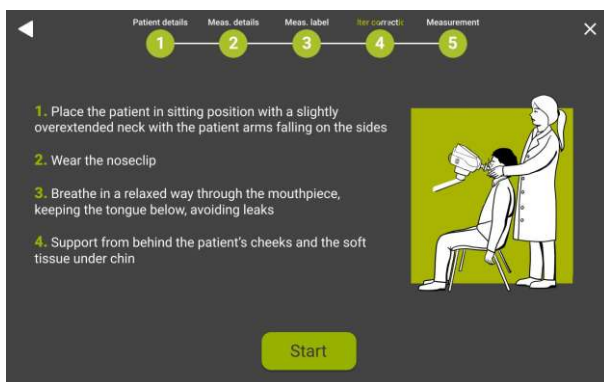 Patient details Meas. details Meas. label Iter correctic Measurement
1 2 3 4 5
1. Place the patient in sitting position with a slightly
overextended neck with the patient arms falling on the sides
2. Wear the noseclip
3. Breathe in a relaxed way through the mouthpiece,
keeping the tongue below, avoiding leaks
4. Support from behind the patient's cheeks and the soft
tissue under chin
Start